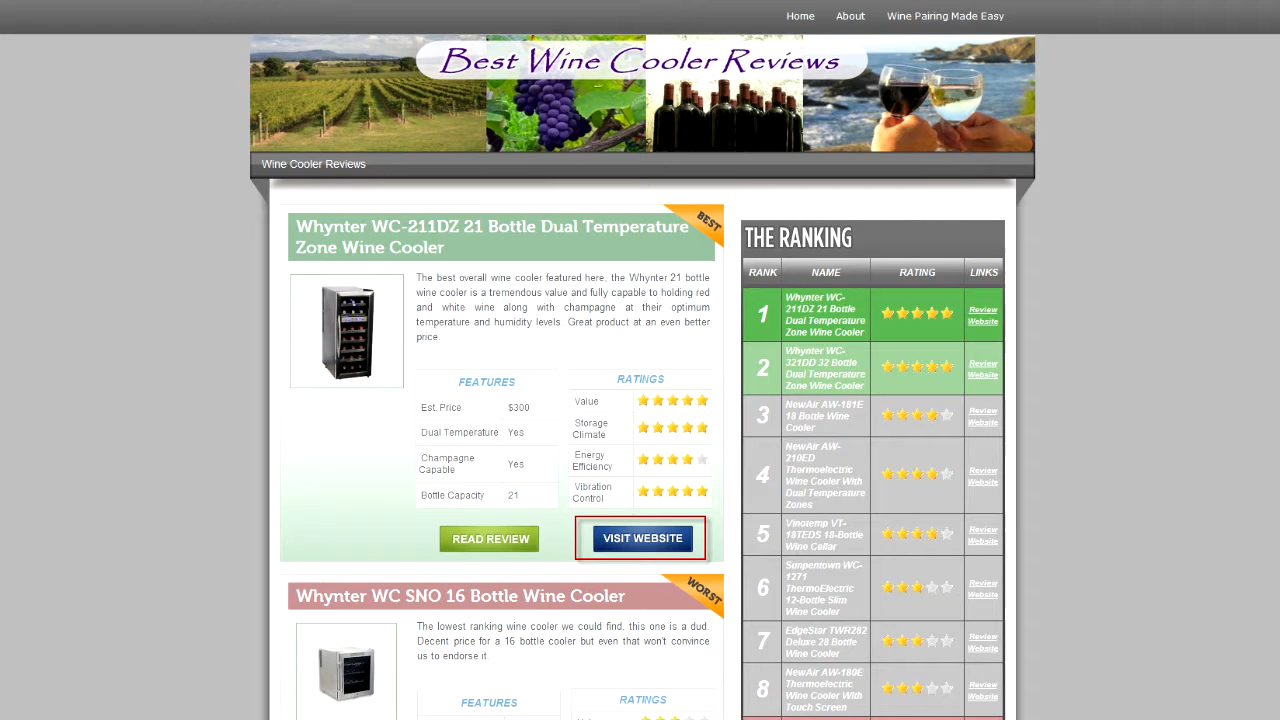 Home About Wine Pairing Made Easy
Best Wine Cooler Reviews
Wine Cooler Reviews
BEST
Whynter WC-211DZ 21 Bottle Dual Temperature
Zone Wine Cooler
The best overall wine cooler featured here, the Whynter 21 bottle
wine cooler is a tremendous value and fully capable to holding red
and white wine along with champagne at their optimum
temperature and humidity levels. Great product at an even better
price.
FEATURES
Est. Price $300
Dual Temperature Yes
Champagne
Capable Yes
Bottle Capacity 21
RATINGS
Value
Storage
Climate
Energy
Efficiency
Vibration
Control
READ REVIEW
VISIT WEBSITE
WORST
Whynter WC SNO 16 Bottle Wine Cooler
The lowest ranking wine cooler we could find, this one is a dud.
Decent price for a 16 bottle cooler but even that won't convince
us to endorse it.
FEATURES
RATINGS
THE RANKING
RANK NAME RATING LINKS
1
Whynter WC-
211DZ 21 Bottle
Dual Temperature
Zone Wine Cooler
Review
Website
2
Whynter WC-
321DD 32 Bottle
Dual Temperature
Zone Wine Cooler
Review
Website
3
NewAir AW-181E
18 Bottle Wine
Cooler
Review
Website
4
NewAir AW-
210ED
Thermoelectric
Wine Cooler With
Dual Temperature
Zones
Review
Website
5
Vinotemp VT-
18TEDS 18-Bottle
Wine Cellar
Review
Website
6
Sunpentown WC-
1271
ThermoElectric
12-Bottle Slim
Wine Cooler
Review
Website
7
EdgeStar TWR282
Deluxe 28 Bottle
Wine Cooler
Review
Website
8
NewAir AW-180E
Thermoelectric
Wine Cooler With
Touch Screen
Review
Website